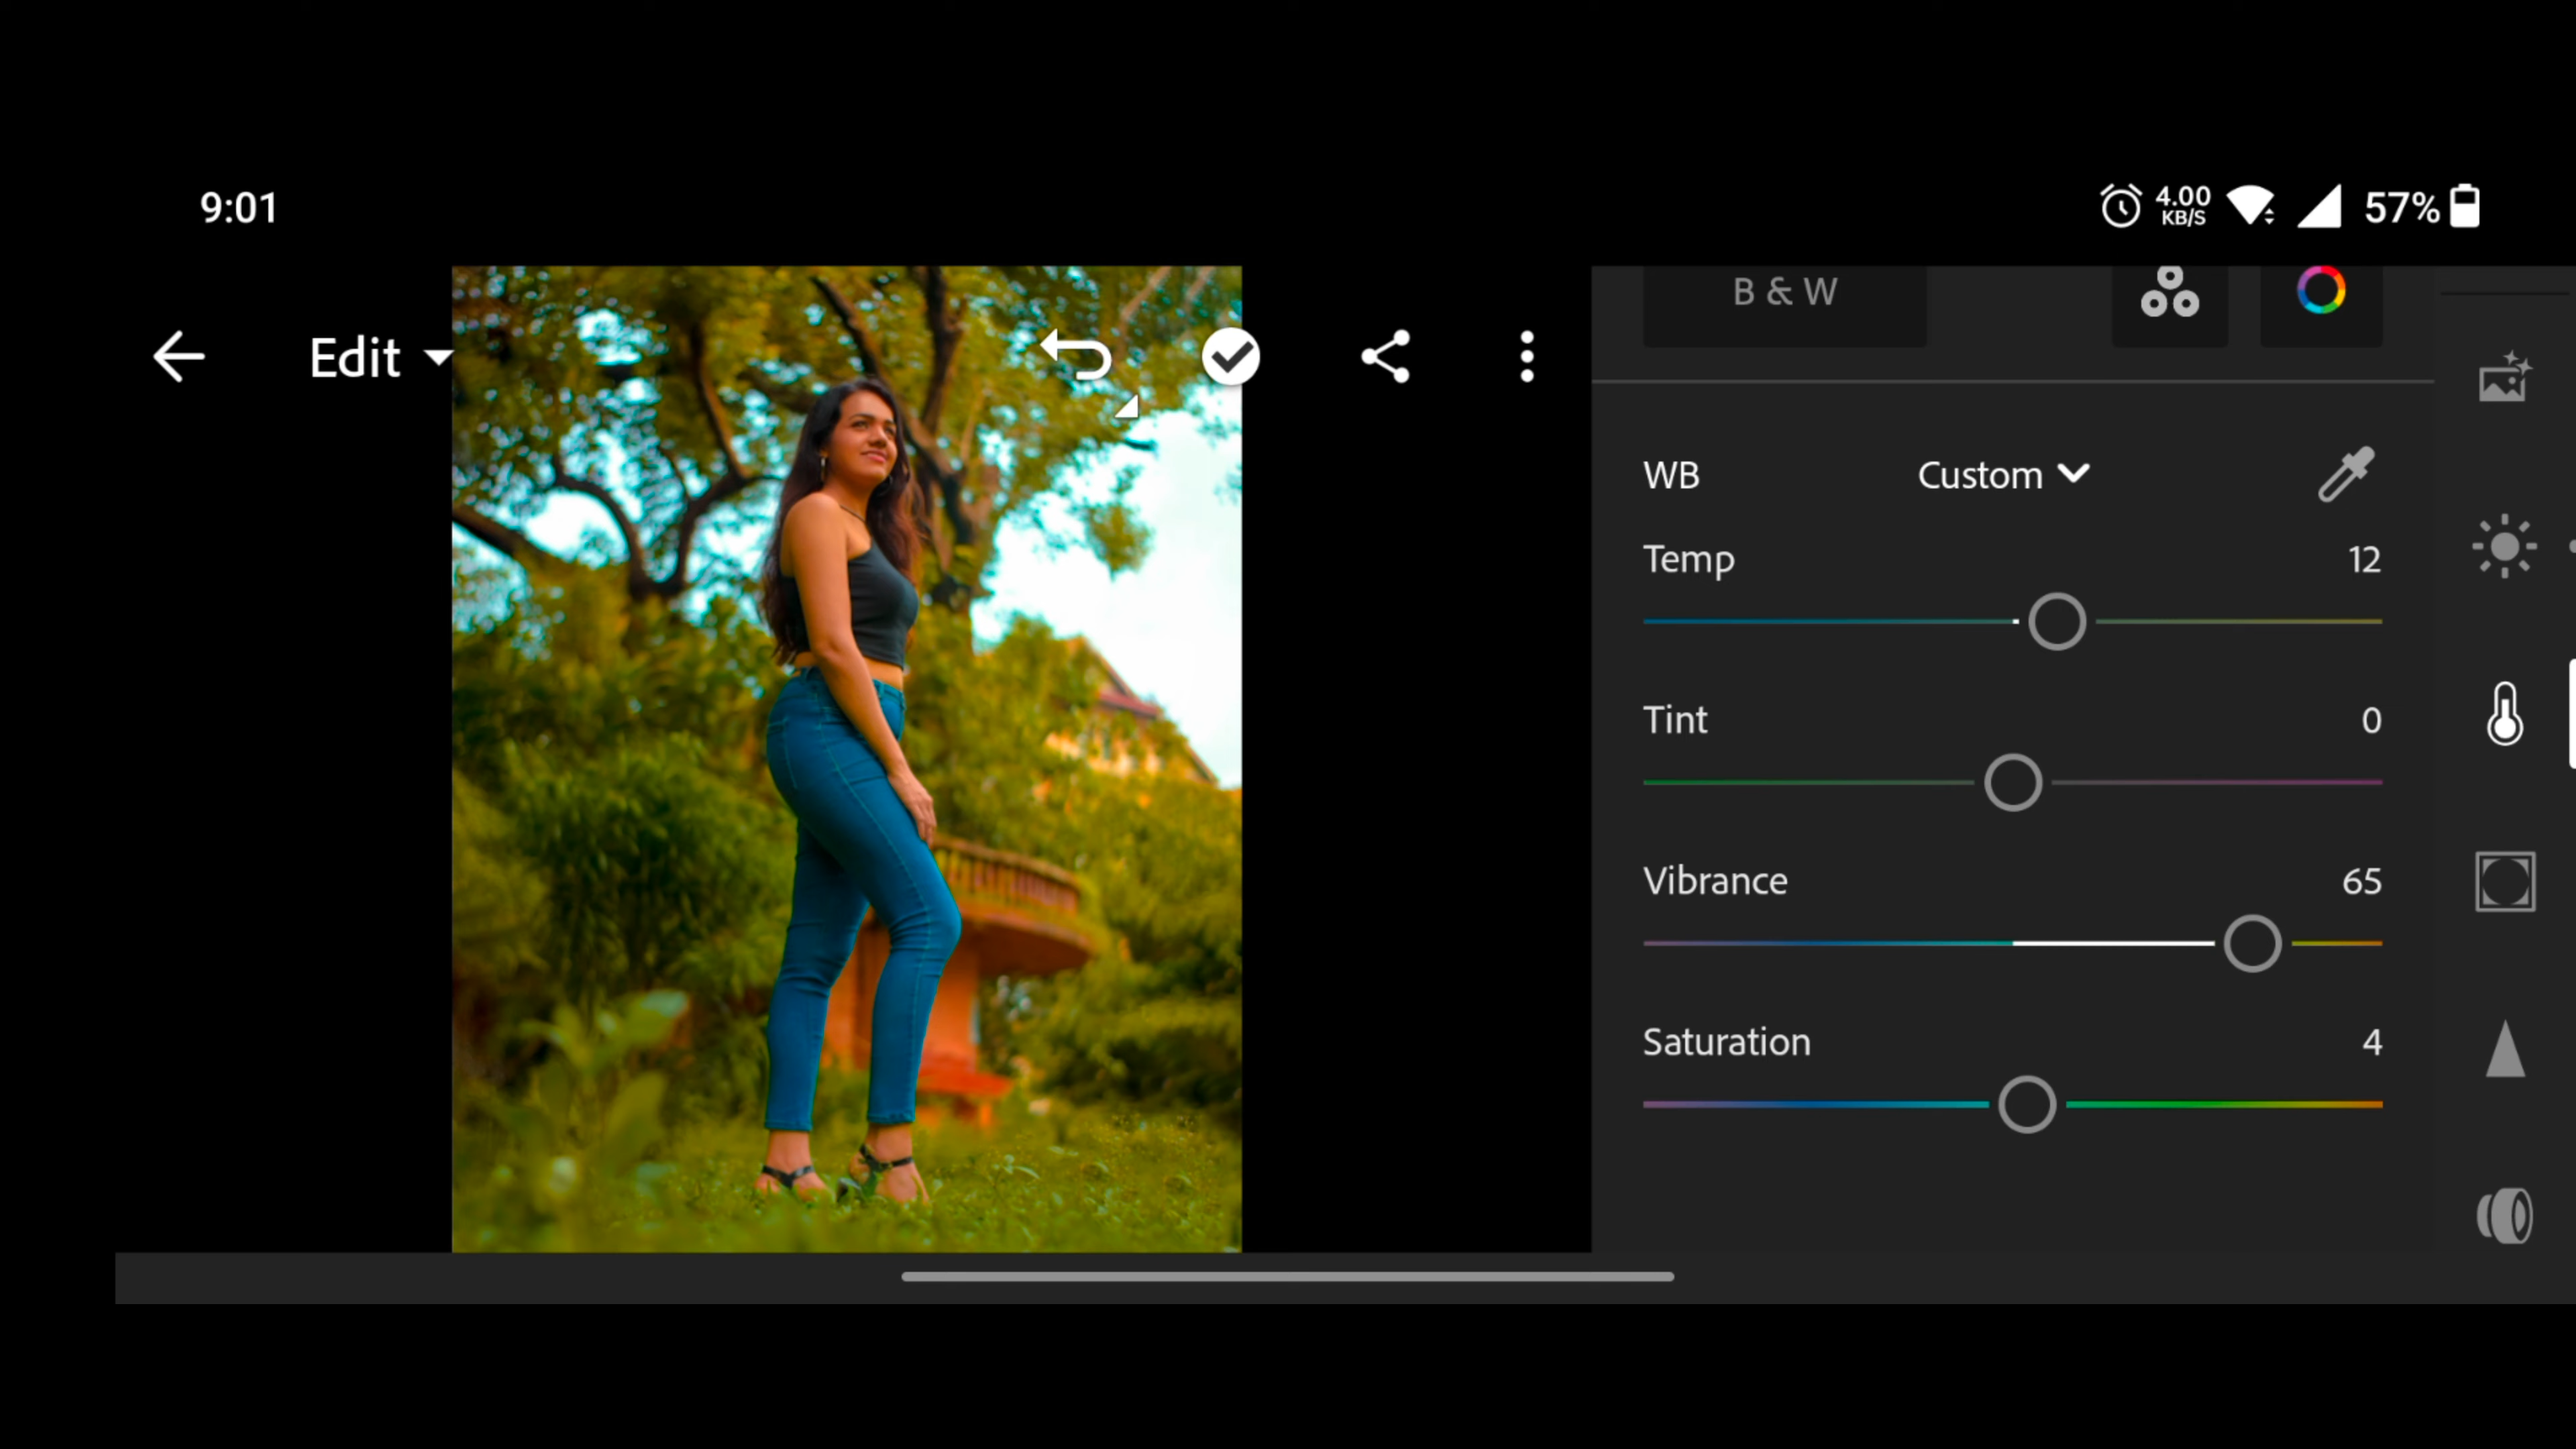 9:01
4.00
KB/S
57%
Edit
B & W
WB
Custom
Temp
12
Tint
0
Vibrance
65
Saturation
4